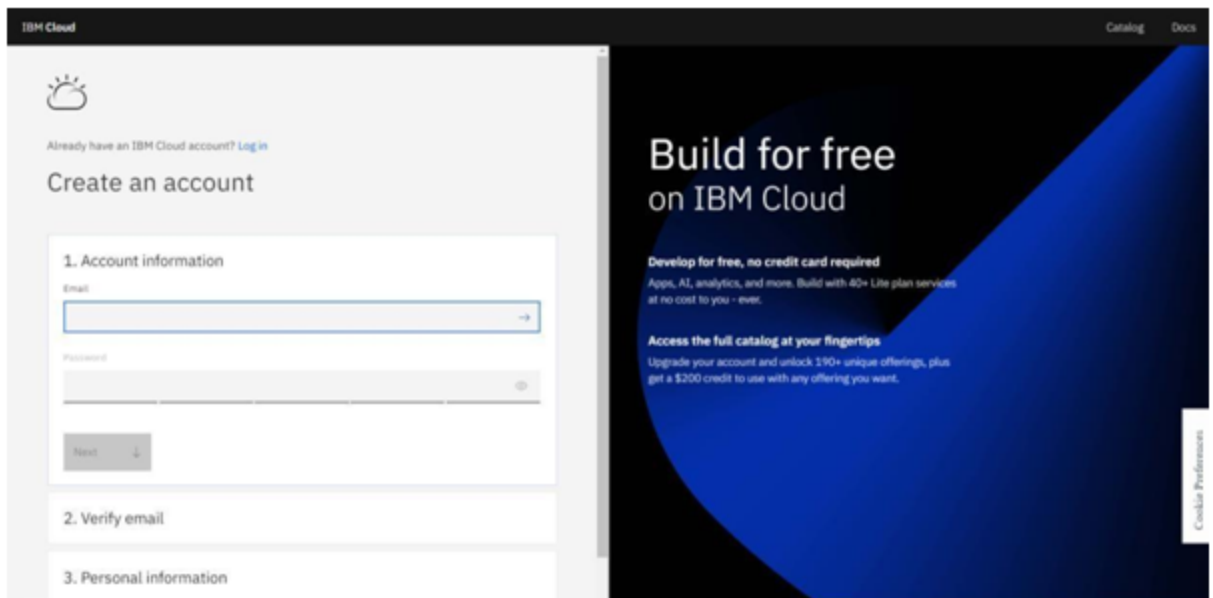 IBM Cloud
Catalog Docs
Already have an IBM Cloud account? Log in
Create an account
1. Account information
Email
Password
Next
2. Verify email
3. Personal information
Build for free
on IBM Cloud
Develop for free, no credit card required
Apps, AI, analytics, and more. Build with 40+ Lite plan services
at no cost to you - ever.
Access the full catalog at your fingertips
Upgrade your account and unlock 190+ unique offerings, plus
get a $200 credit to use with any offering you want.
Cookie Preferences